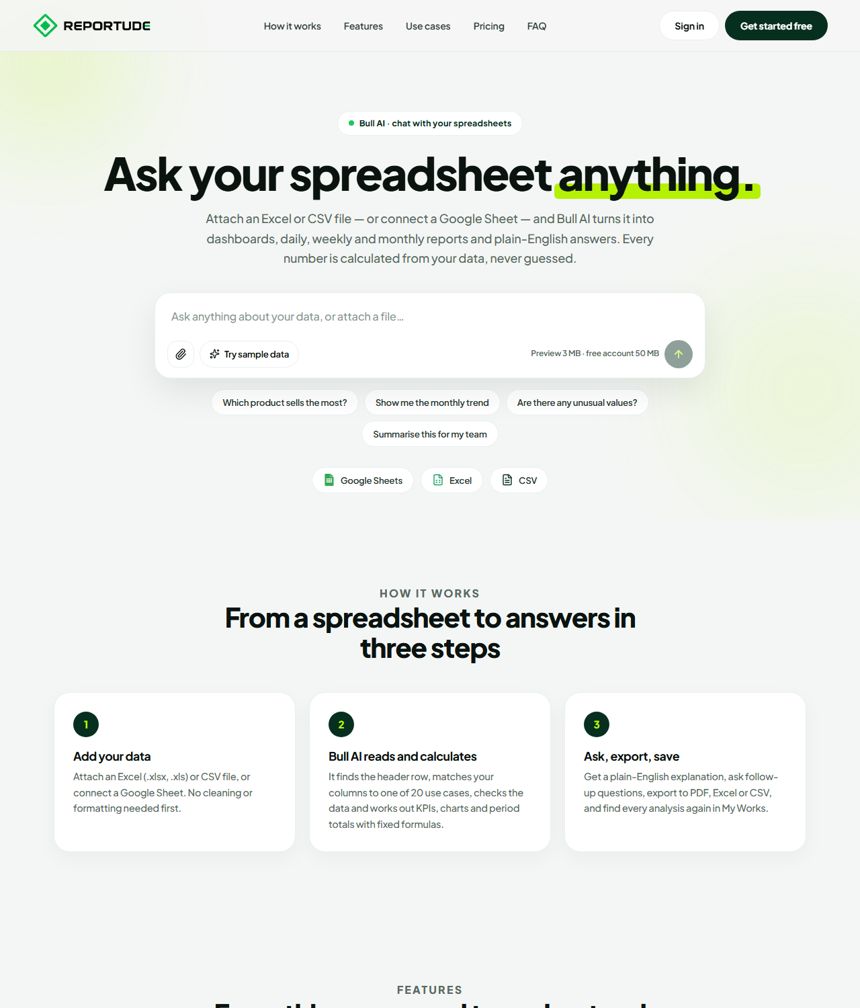 REPORTUDE
How it works
Features
Use cases
Pricing
FAQ
Sign in
Get started free
Bull AI · chat with your spreadsheets
Ask your spreadsheet anything.
Attach an Excel or CSV file — or connect a Google Sheet — and Bull AI turns it into
dashboards, daily, weekly and monthly reports and plain-English answers. Every
number is calculated from your data, never guessed.
Ask anything about your data, or attach a file…
Try sample data
Preview 3 MB · free account 50 MB
Which product sells the most?
Show me the monthly trend
Are there any unusual values?
Summarise this for my team
Google Sheets
Excel
CSV
HOW IT WORKS
From a spreadsheet to answers in
three steps
1
Add your data
Attach an Excel (.xlsx, .xls) or CSV file, or
connect a Google Sheet. No cleaning or
formatting needed first.
2
Bull AI reads and calculates
It finds the header row, matches your
columns to one of 20 use cases, checks the
data and works out KPIs, charts and period
totals with fixed formulas.
3
Ask, export, save
Get a plain-English explanation, ask follow-
up questions, export to PDF, Excel or CSV,
and find every analysis again in My Works.
FEATURES